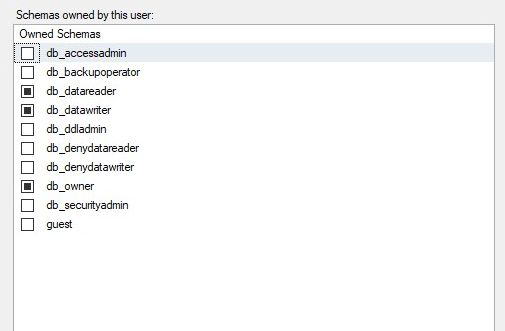 Schemas owned by this user:
Owned Schemas
db_accessadmin
db_backupoperator
db_datareader
db_datawriter
db_ddladmin
db_denydatareader
db_denydatawriter
db_owner
db_securityadmin
guest